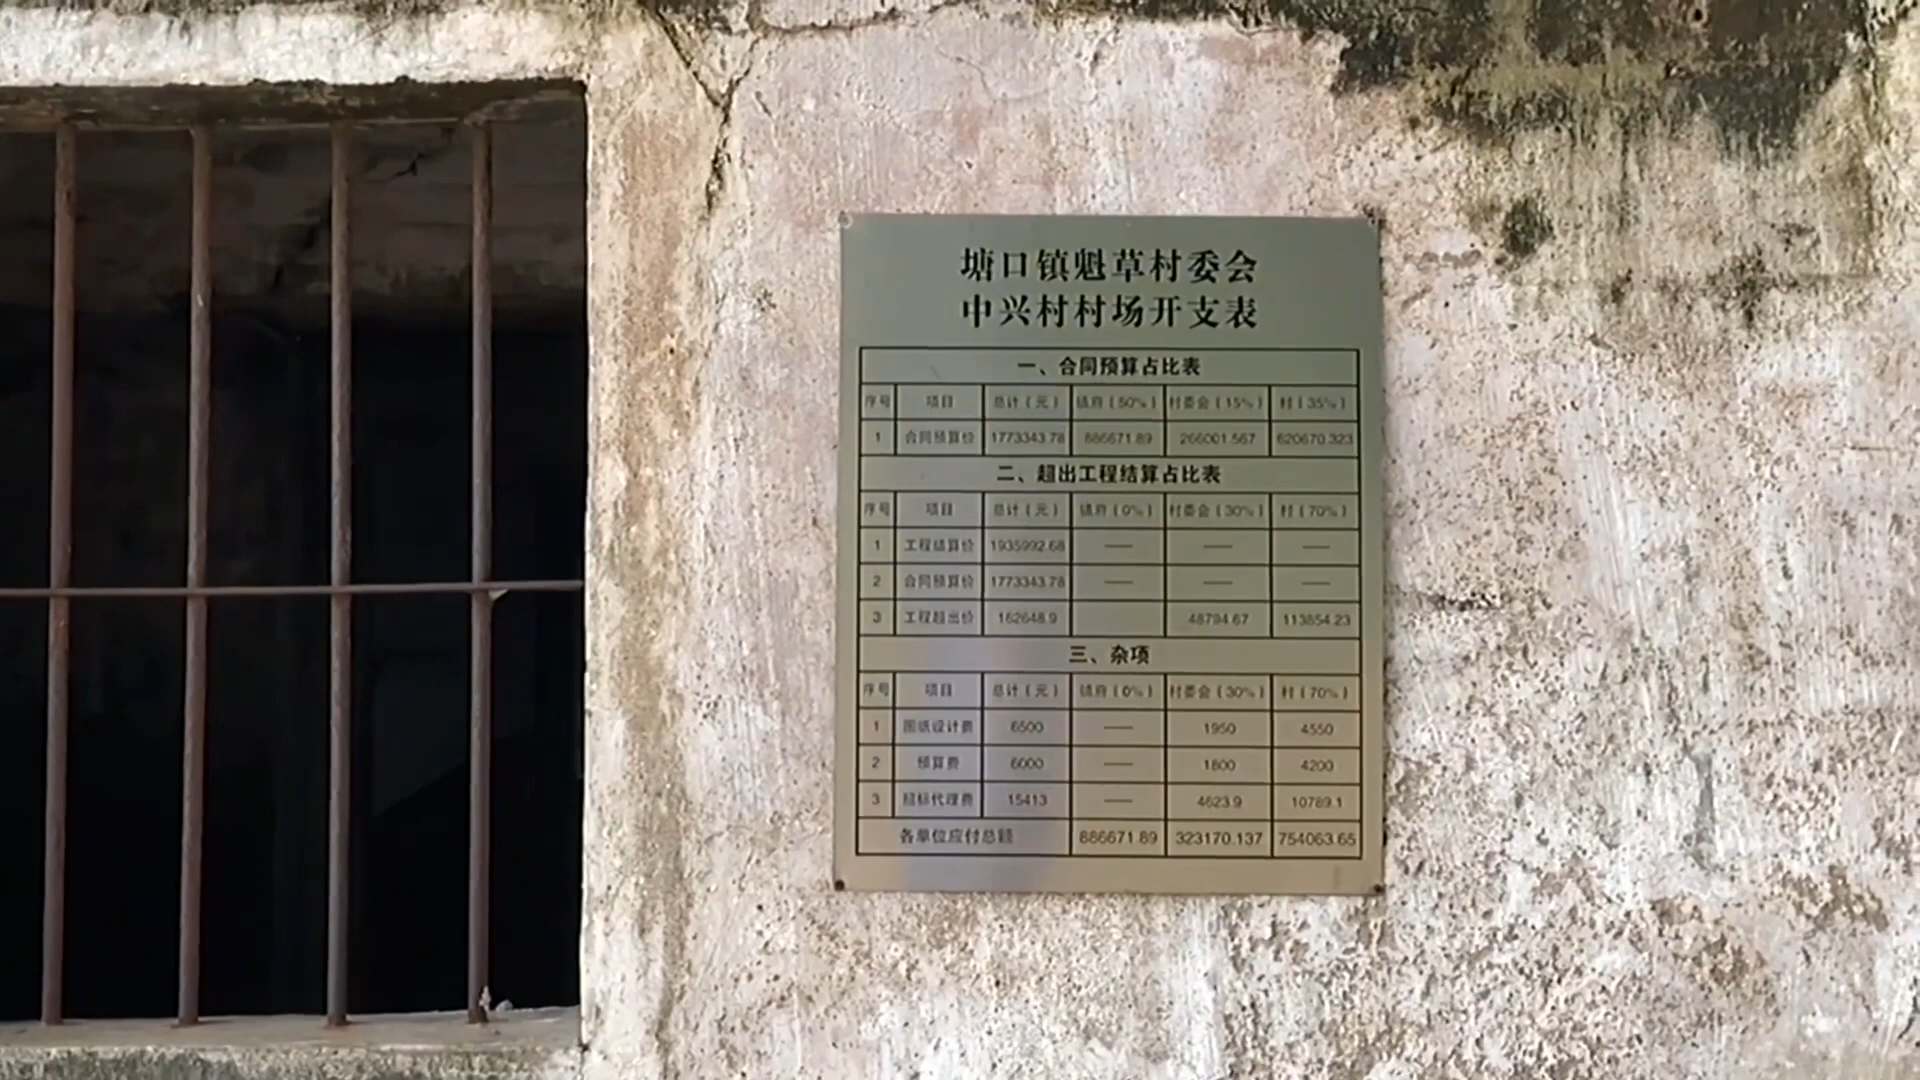 塘口镇魁草村委会
中兴村村场开支表
一、合同预算占比表
序号 项目 总计（元） 镇府（50%） 村委会（15%） 村（35%）
1 合同预算价 1773343.78 886671.89 266001.567 620670.323
二、超出工程结算占比表
序号 项目 总计（元） 镇府（0%） 村委会（30%） 村（70%）
1 工程结算价 1935992.68 —— —— ——
2 合同预算价 1773343.78 —— —— ——
3 工程超出价 162648.9 48794.67 113854.23
三、杂项
序号 项目 总计（元） 镇府（0%） 村委会（30%） 村（70%）
1 图纸设计费 6500 —— 1950 4550
2 预算费 6000 —— 1800 4200
3 招标代理费 15413 —— 4623.9 10789.1
各单位应付总额 886671.89 323170.137 754063.65